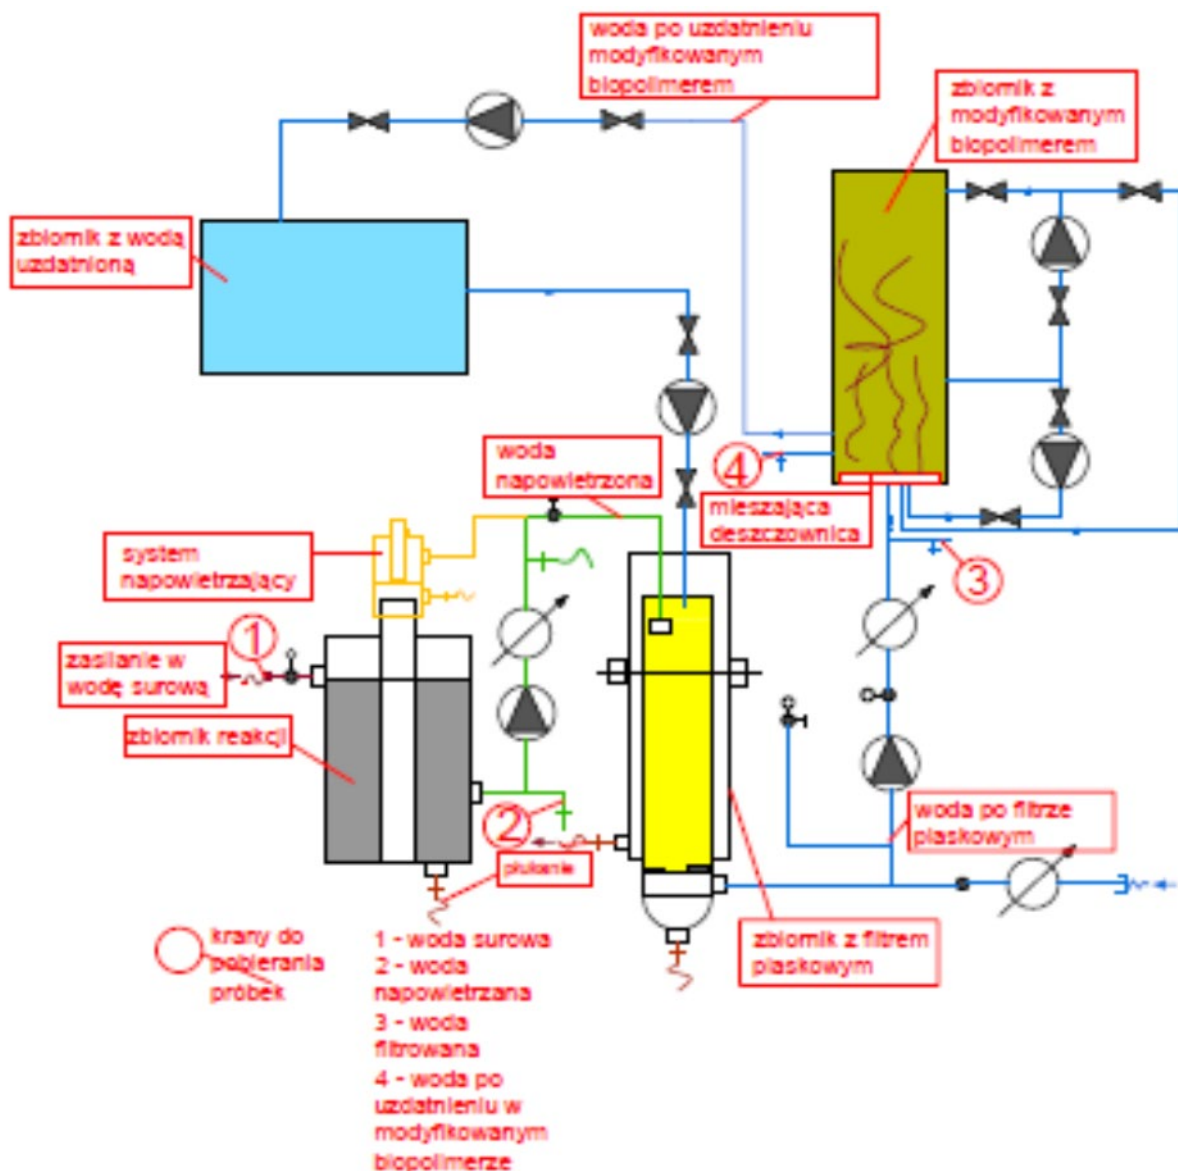 woda po uzdatnieniu
modyfikowanym
biopolimerem
zbiornik z
modyfikowanym
biopolimerem
zbiornik z wodą
uzdatnioną
woda
napowietrzona
4
mieszająca
deszczownica
system
napowietrzający
3
1
zasilanie w
wodę surową
zbiornik reakcji
2
płukanie
woda po filtrze
piaskowym
zbiornik z filtrem
piaskowym
krany do
pobierania
próbek
1 - woda surowa
2 - woda
napowietrzana
3 - woda
filtrowana
4 - woda po
uzdatnieniu w
modyfikowanym
biopolimerze